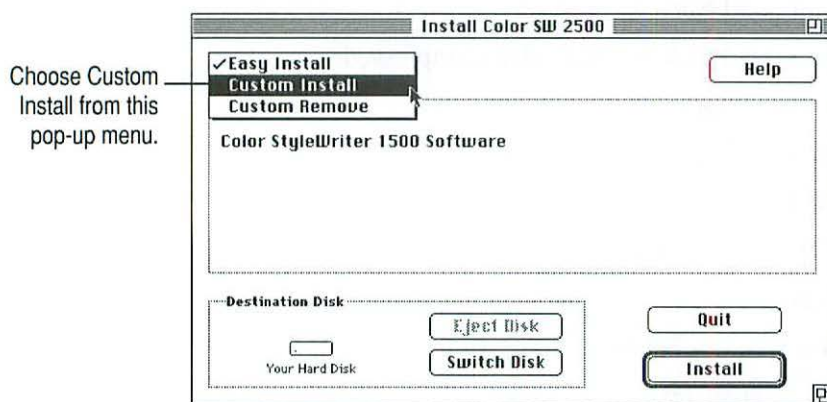 Install Color SW 2500
Choose Custom
Install from this
pop-up menu.
✓Easy Install
Custom Install
Custom Remove
Help
Color StyleWriter 1500 Software
Destination Disk
Your Hard Disk
Eject Disk
Switch Disk
Quit
Install